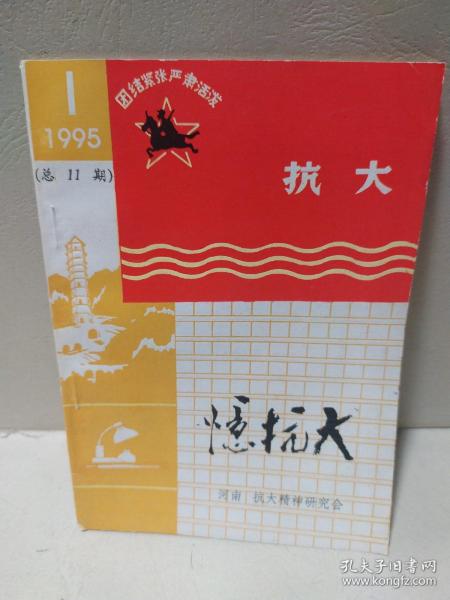 1
1995
(总 11 期)
团结紧张严肃活泼
抗大
憶抗大
河南 抗大精神研究会
孔夫子旧书网
www.kongfz.com